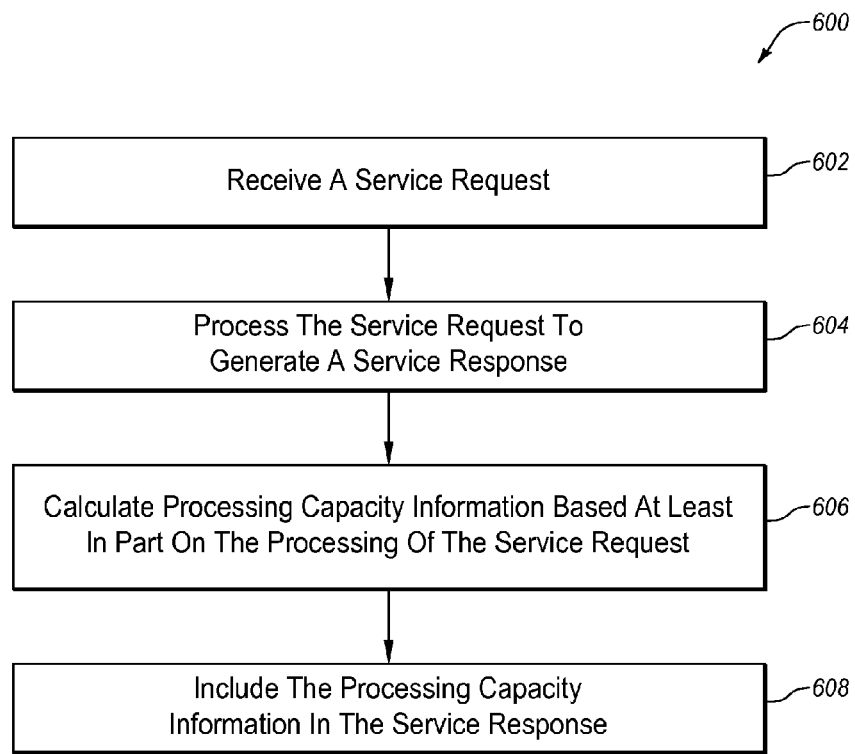 600
Receive A Service Request
602
Process The Service Request To
Generate A Service Response
604
Calculate Processing Capacity Information Based At Least
In Part On The Processing Of The Service Request
606
Include The Processing Capacity
Information In The Service Response
608